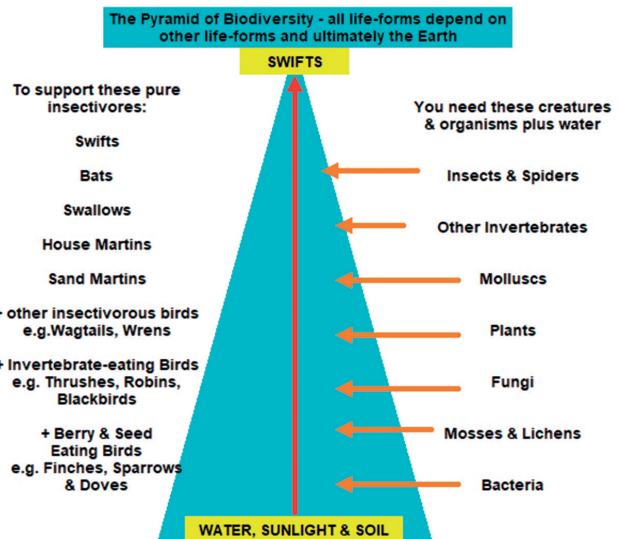 The Pyramid of Biodiversity - all life-forms depend on
other life-forms and ultimately the Earth
SWIFTS
To support these pure
insectivores:
Swifts
Bats
Swallows
House Martins
Sand Martins
+ other insectivorous birds
e.g.Wagtails, Wrens
+ Invertebrate-eating Birds
e.g. Thrushes, Robins,
Blackbirds
+ Berry & Seed
Eating Birds
e.g. Finches, Sparrows
& Doves
You need these creatures
& organisms plus water
Insects & Spiders
Other Invertebrates
Molluscs
Plants
Fungi
Mosses & Lichens
Bacteria
WATER, SUNLIGHT & SOIL